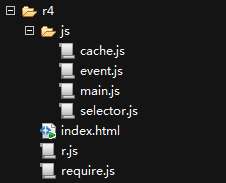 r4
js
cache.js
event.js
main.js
selector.js
index.html
r.js
require.js